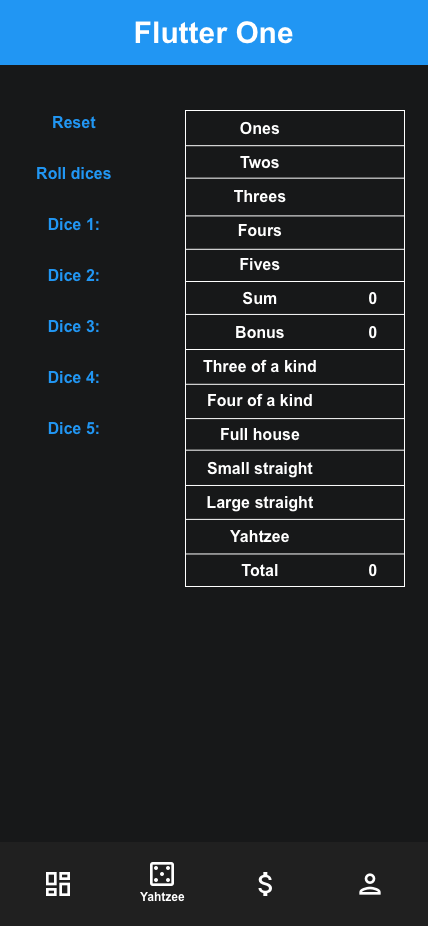 Flutter One
Reset
Roll dices
Dice 1:
Dice 2:
Dice 3:
Dice 4:
Dice 5:
Ones
Twos
Threes
Fours
Fives
Sum 0
Bonus 0
Three of a kind
Four of a kind
Full house
Small straight
Large straight
Yahtzee
Total 0
Yahtzee